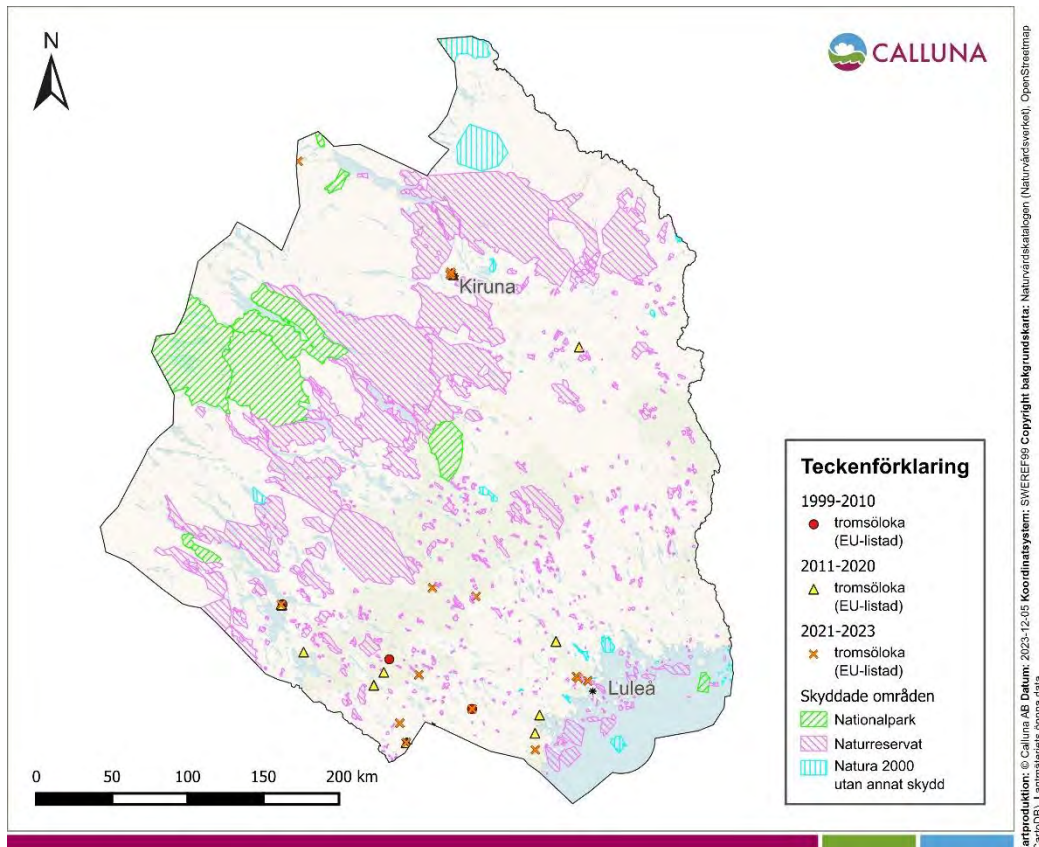 N
CALLUNA
Kiruna
Luleå
Teckenförklaring
1999-2010
tromsöloka
(EU-listad)
2011-2020
tromsöloka
(EU-listad)
2021-2023
tromsöloka
(EU-listad)
Skyddade områden
Nationalpark
Naturreservat
Natura 2000
utan annat skydd
0 50 100 150 200 km
artproduktion: © Calluna AB Datum: 2023-12-05 Koordinatsystem: SWEREF99 Copyright bakgrundskarta: Naturvårdskatalogen (Naturvårdsverket). OpenStreetmap